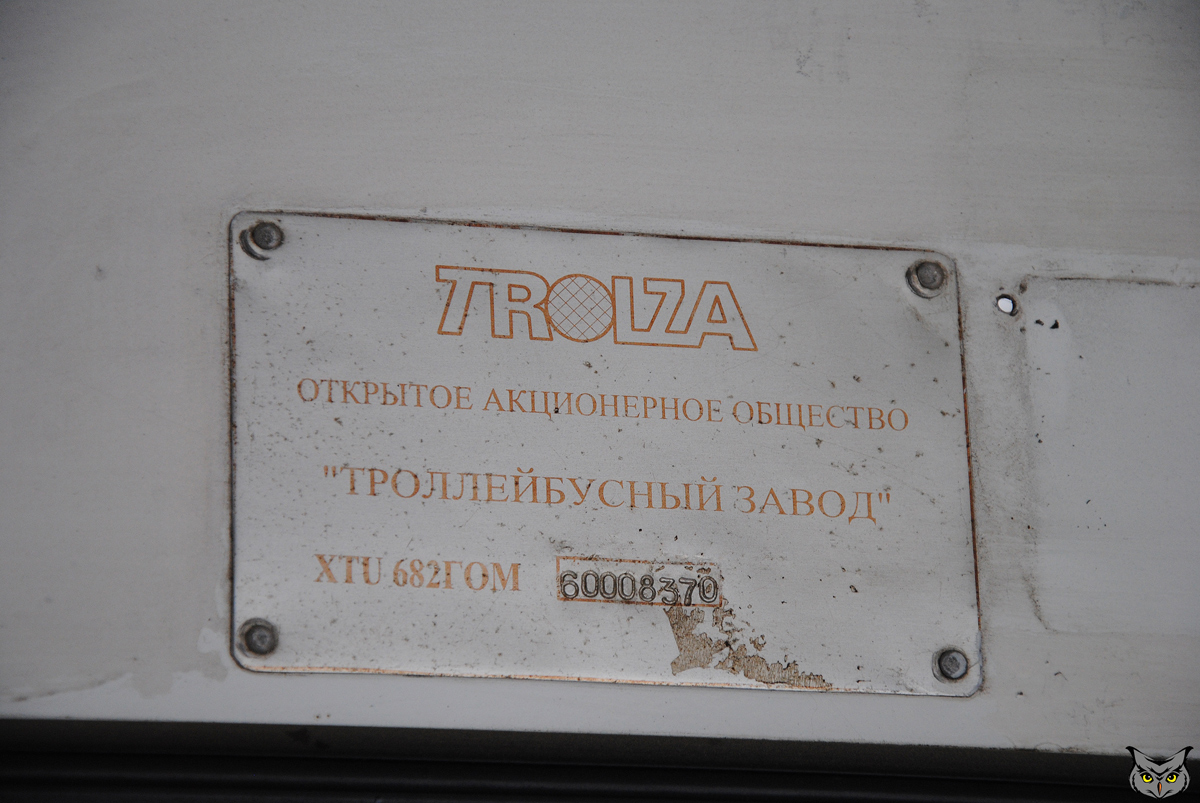 TROLZA
ОТКРЫТОЕ АКЦИОНЕРНОЕ ОБЩЕСТВО
"ТРОЛЛЕЙБУСНЫЙ ЗАВОД"
XTU 682ГОМ 60008370